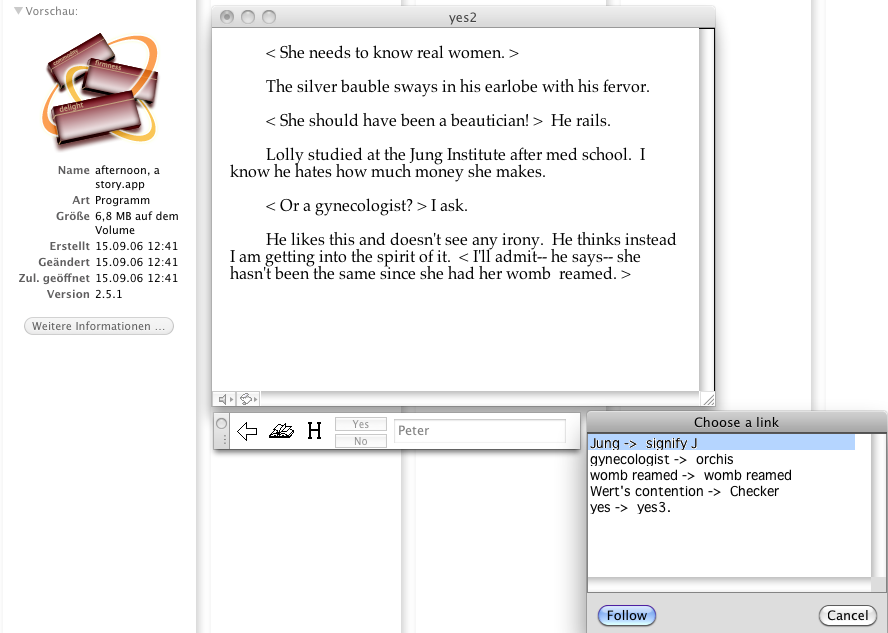 Vorschau:
commodity
firmness
delight
Name afternoon, a
story.app
Art Programm
Größe 6,8 MB auf dem
Volume
Erstellt 15.09.06 12:41
Geändert 15.09.06 12:41
Zul. geöffnet 15.09.06 12:41
Version 2.5.1
Weitere Informationen ...
yes2
< She needs to know real women. >
The silver bauble sways in his earlobe with his fervor.
< She should have been a beautician! >  He rails.
Lolly studied at the Jung Institute after med school.  I
know he hates how much money she makes.
< Or a gynecologist? > I ask.
He likes this and doesn't see any irony.  He thinks instead
I am getting into the spirit of it.  < I'll admit-- he says-- she
hasn't been the same since she had her womb  reamed. >
H
Yes
No
Peter
Choose a link
Jung ->  signify J
gynecologist ->  orchis
womb reamed ->  womb reamed
Wert's contention ->  Checker
yes ->  yes3.
Follow
Cancel